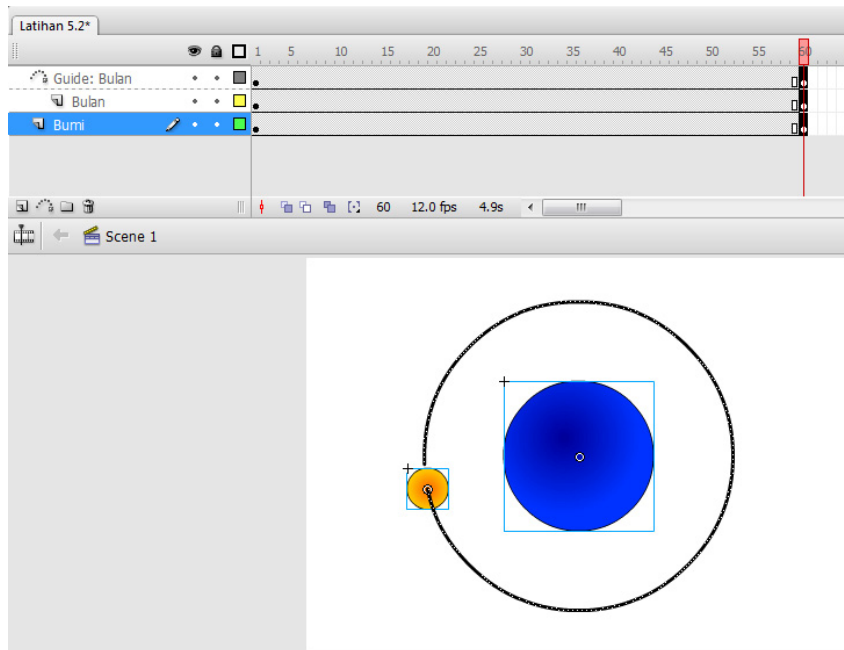 Latihan 5.2*
1 5 10 15 20 25 30 35 40 45 50 55 60
Guide: Bulan
Bulan
Bumi
60 12.0 fps 4.9s
Scene 1